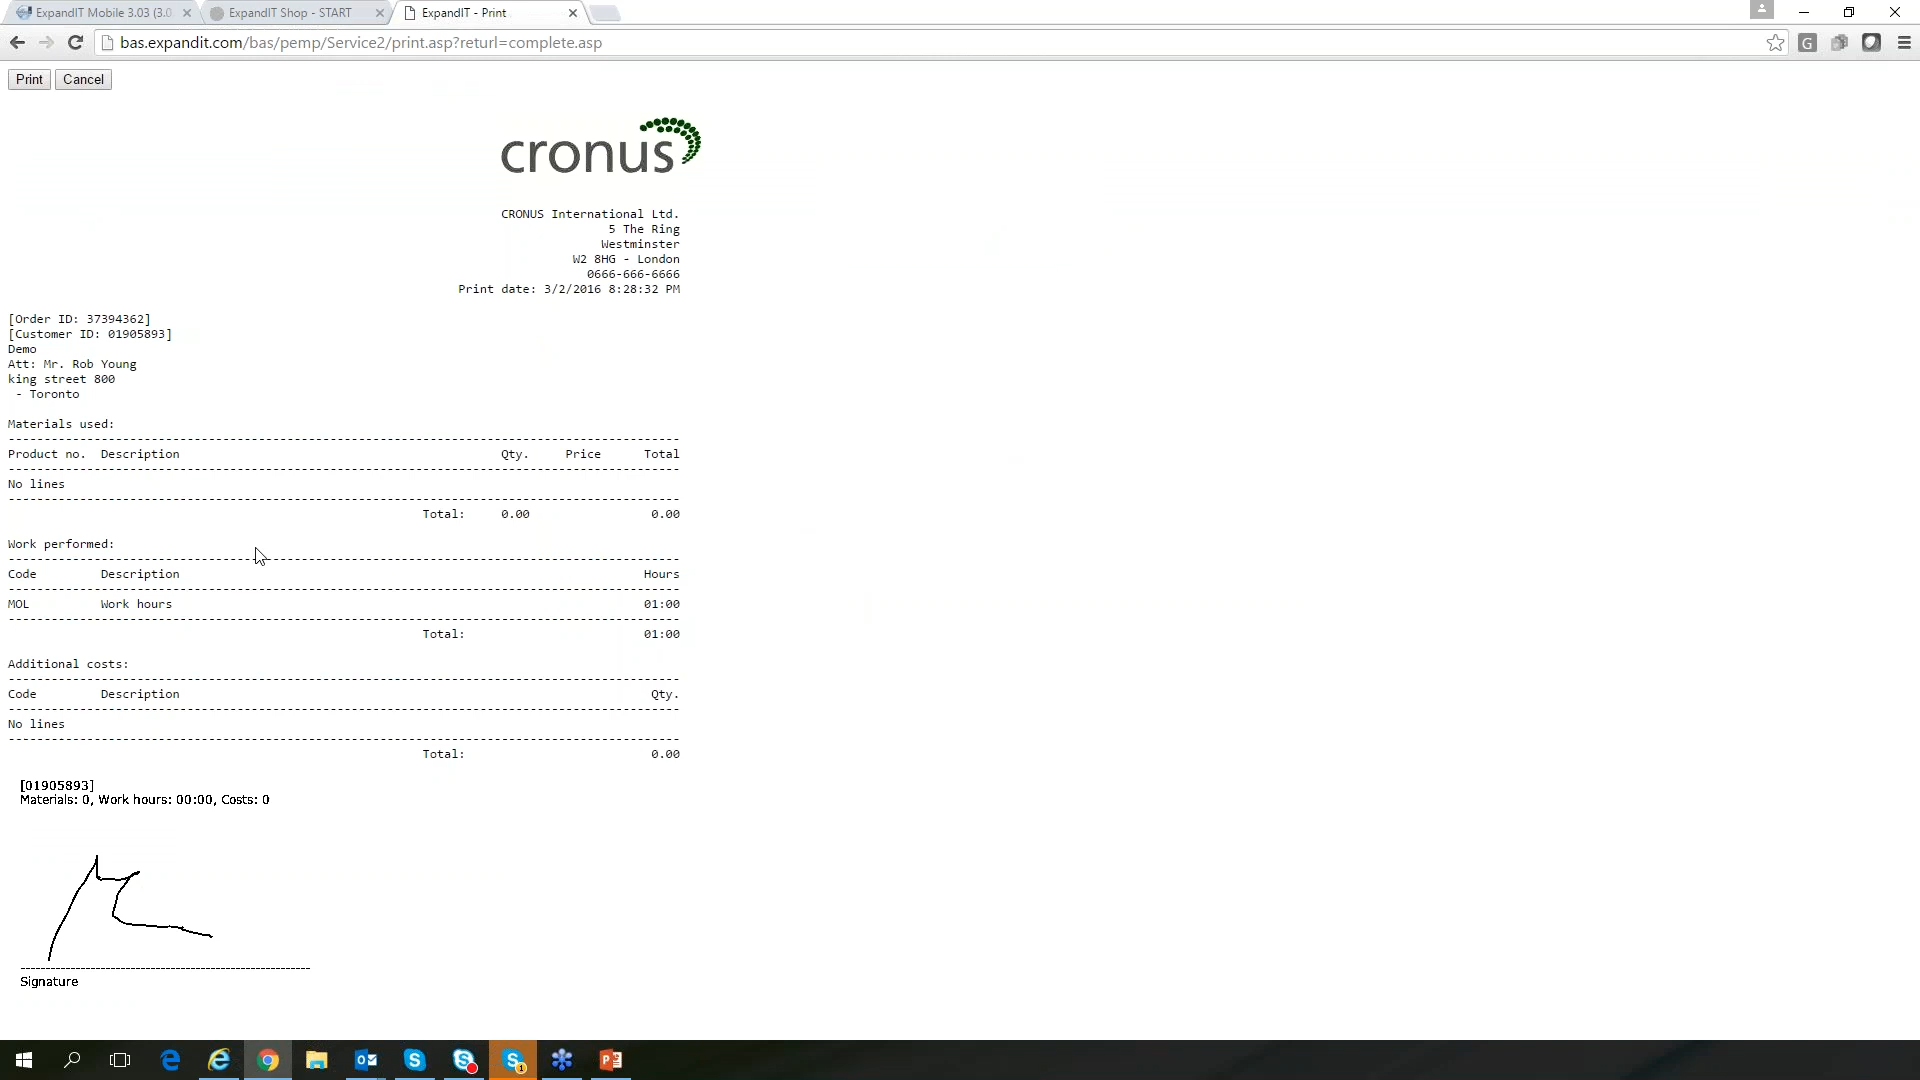 ExpandIT Mobile 3.03 (3.0
ExpandIT Shop - START
ExpandIT - Print
bas.expandit.com/bas/pemp/Service2/print.asp?returl=complete.asp
Print Cancel
cronus
CRONUS International Ltd.
5 The Ring
Westminster
W2 8HG - London
0666-666-6666
Print date: 3/2/2016 8:28:32 PM
[Order ID: 37394362]
[Customer ID: 01905893]
Demo
Att: Mr. Rob Young
king street 800
- Toronto
Materials used:
Product no. Description Qty. Price Total
No lines
Total: 0.00 0.00
Work performed:
Code Description Hours
MOL Work hours 01:00
Total: 01:00
Additional costs:
Code Description Qty.
No lines
Total: 0.00
[01905893]
Materials: 0, Work hours: 00:00, Costs: 0
Signature